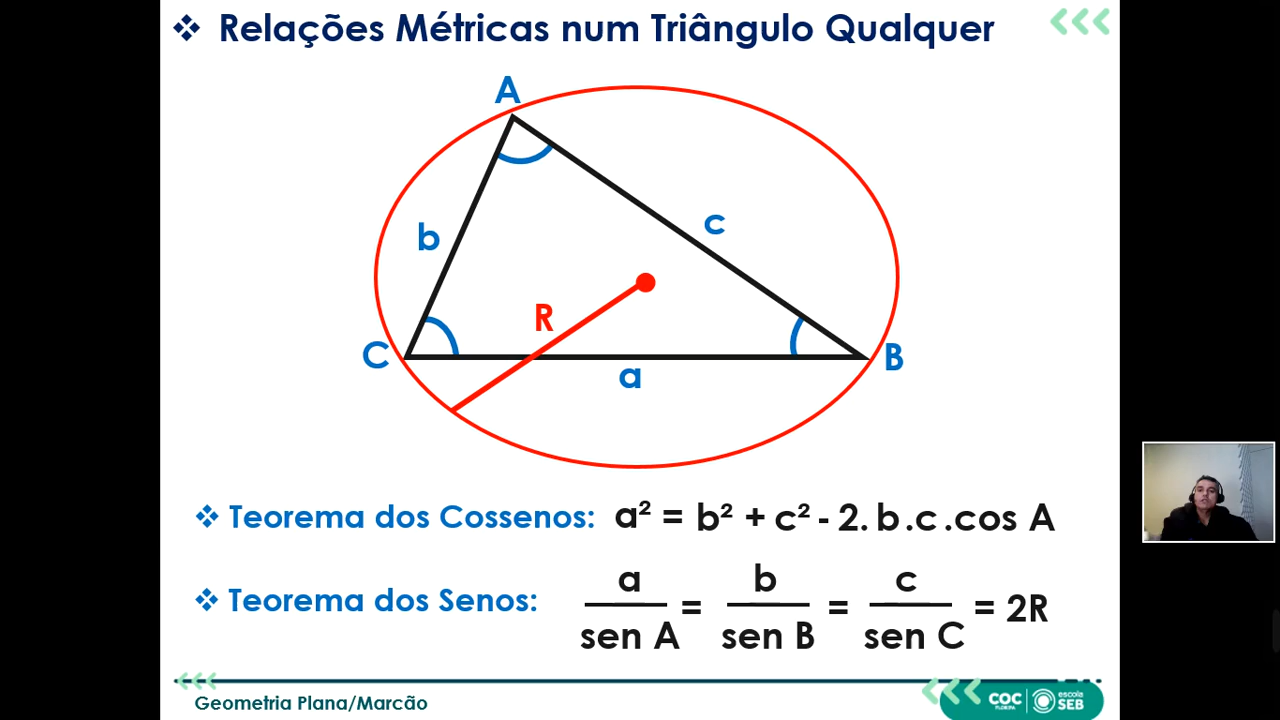 ❖ Relações Métricas num Triângulo Qualquer
A
b
c
R
C
B
a
❖ Teorema dos Cossenos: a² = b² + c² - 2. b .c .cos A
❖ Teorema dos Senos: a/sen A = b/sen B = c/sen C = 2R
Geometria Plana/Marcão
COC FLORIPA
escola SEB